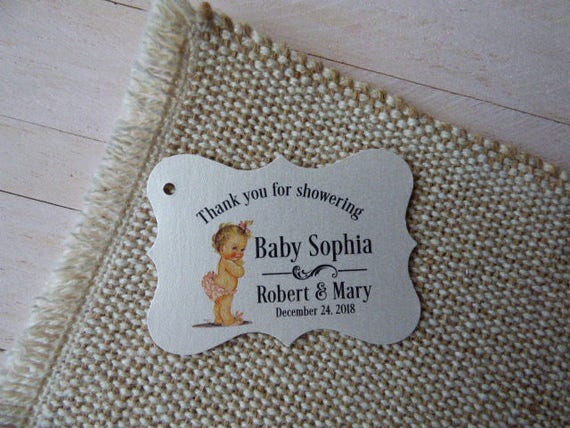 Thank you for showering
Baby Sophia
Robert & Mary
December 24, 2018